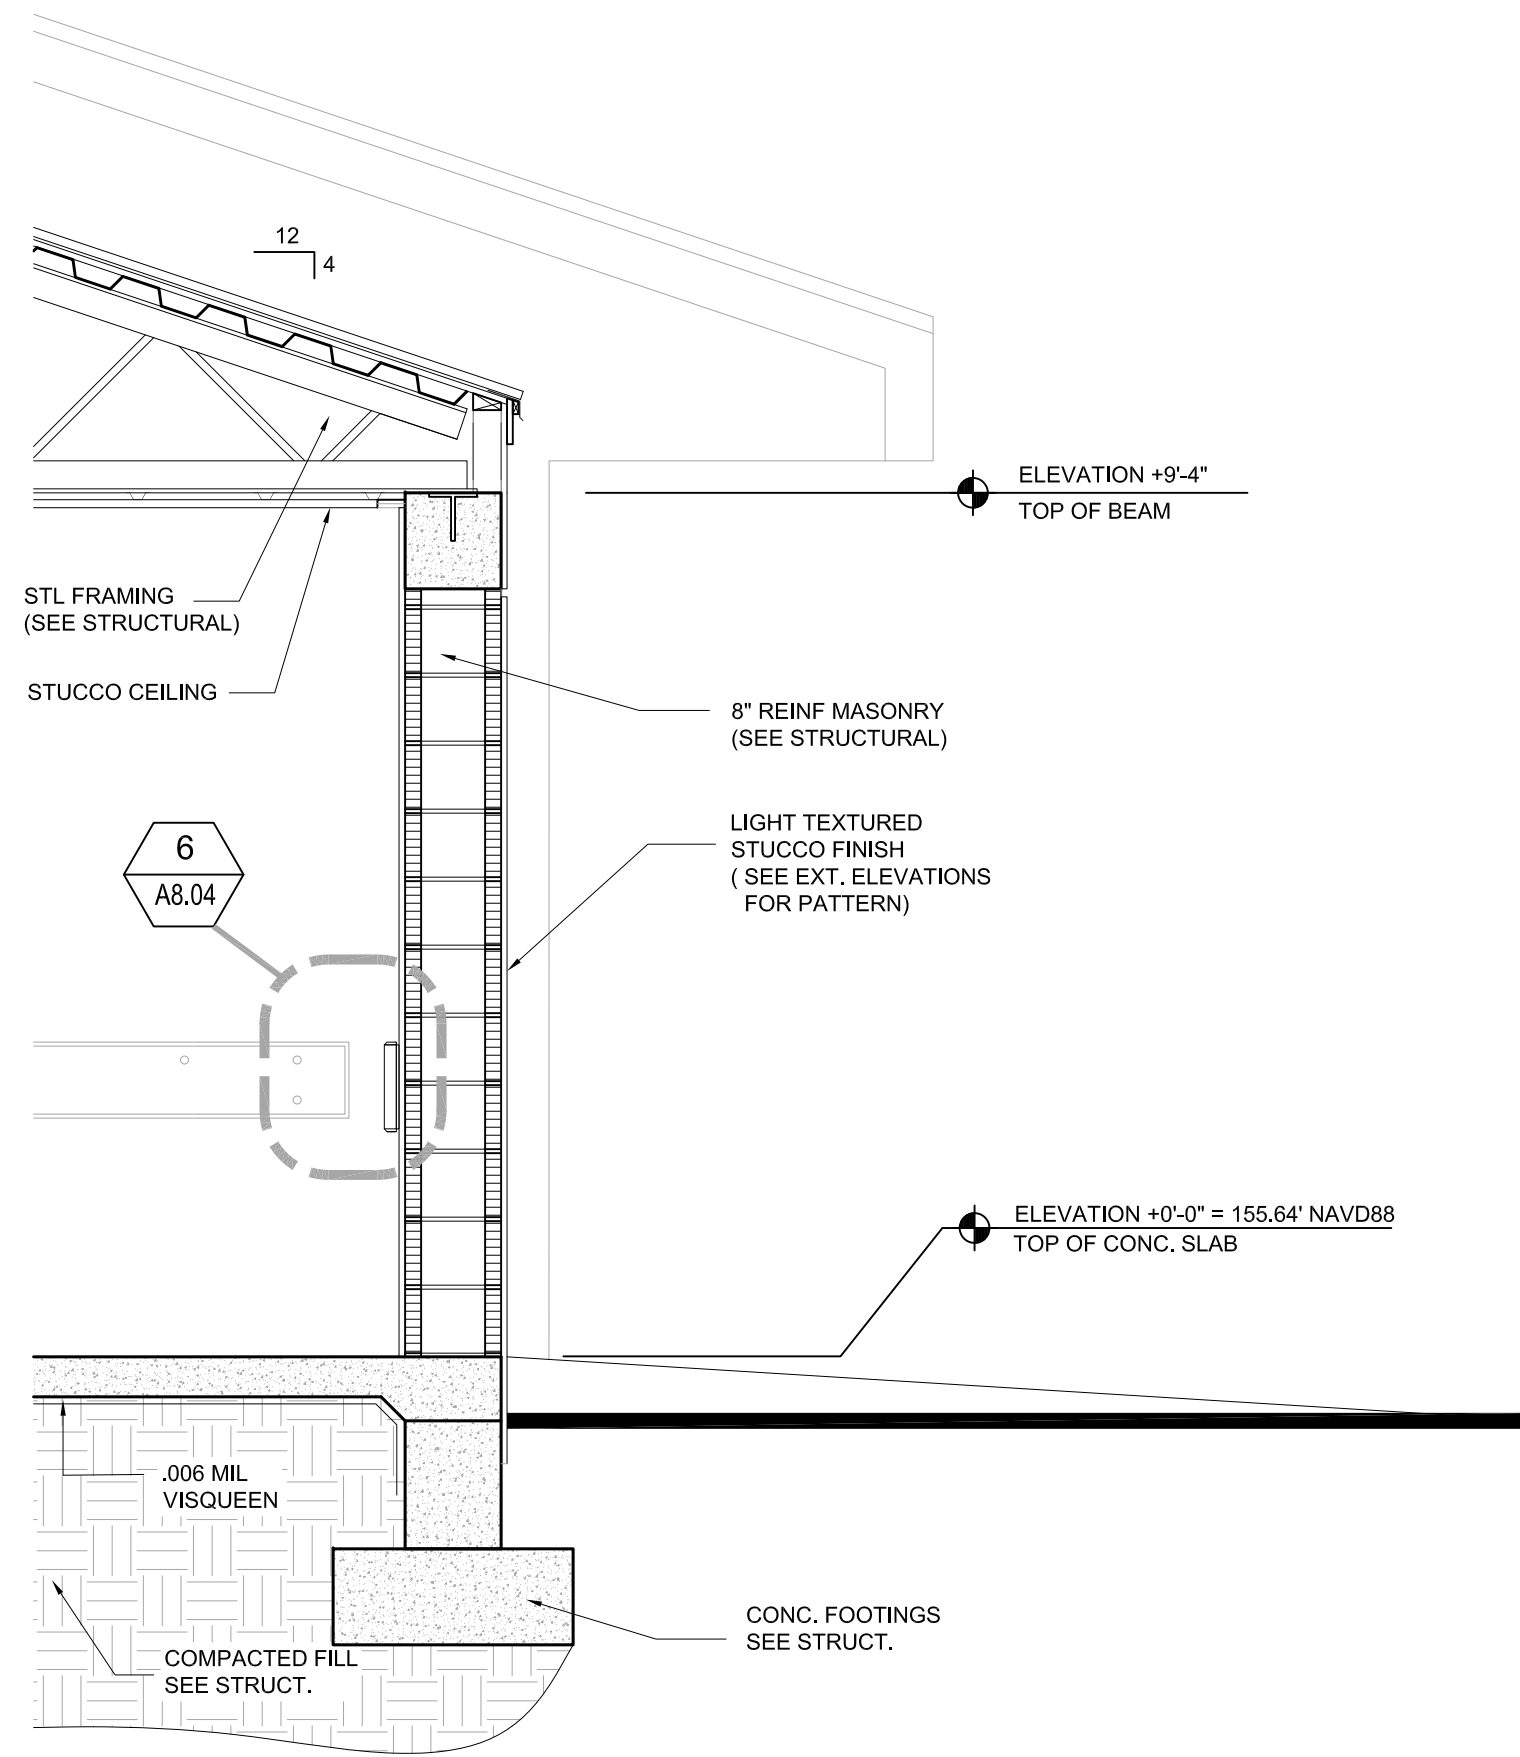 12
4
ELEVATION +9'-4"
TOP OF BEAM
STL FRAMING
(SEE STRUCTURAL)
STUCCO CEILING
8" REINF MASONRY
(SEE STRUCTURAL)
LIGHT TEXTURED
STUCCO FINISH
( SEE EXT. ELEVATIONS
FOR PATTERN)
6
A8.04
ELEVATION +0'-0" = 155.64' NAVD88
TOP OF CONC. SLAB
.006 MIL
VISQUEEN
CONC. FOOTINGS
SEE STRUCT.
COMPACTED FILL
SEE STRUCT.